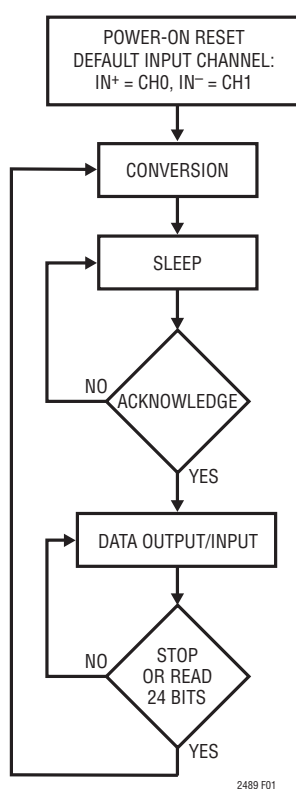 POWER-ON RESET
DEFAULT INPUT CHANNEL:
IN⁺ = CH0, IN⁻ = CH1
CONVERSION
SLEEP
NO
ACKNOWLEDGE
YES
DATA OUTPUT/INPUT
NO
STOP
OR READ
24 BITS
YES
2489 F01